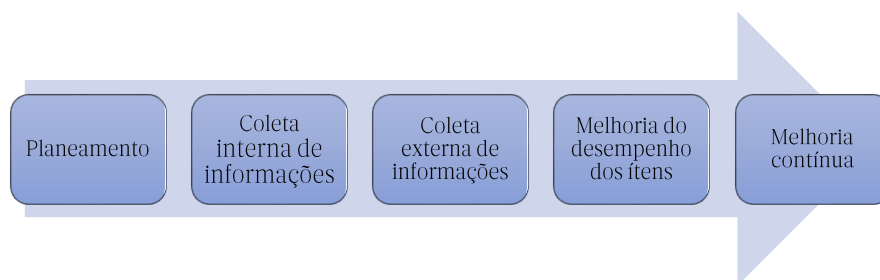 Planeamento
Coleta
interna de
informações
Coleta
externa de
informações
Melhoria do
desempenho
dos ítens
Melhoria
contínua